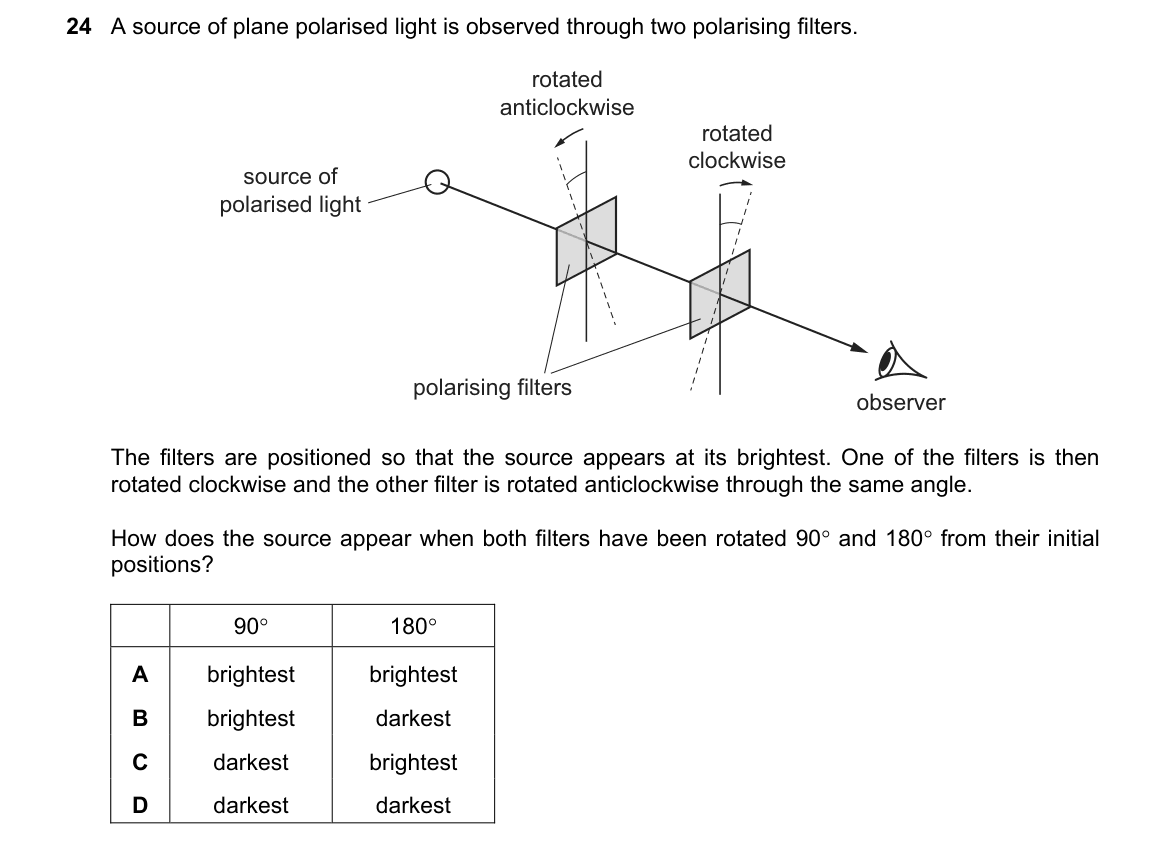 24 A source of plane polarised light is observed through two polarising filters.
rotated
anticlockwise
rotated
clockwise
source of
polarised light
polarising filters
observer
The filters are positioned so that the source appears at its brightest. One of the filters is then
rotated clockwise and the other filter is rotated anticlockwise through the same angle.
How does the source appear when both filters have been rotated 90° and 180° from their initial
positions?
90° 180°
A brightest brightest
B brightest darkest
C darkest brightest
D darkest darkest